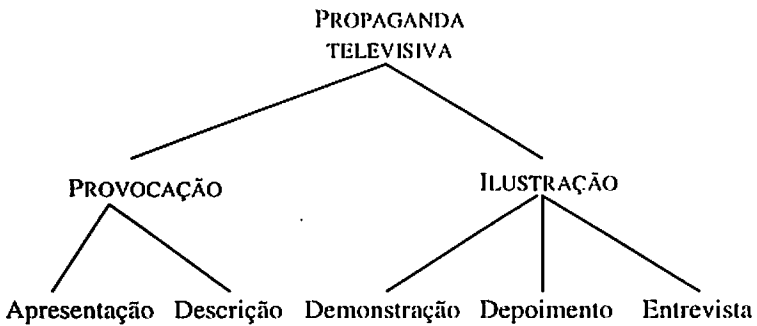 PROPAGANDA
TELEVISIVA
PROVOCAÇÃO
ILUSTRAÇÃO
Apresentação Descrição Demonstração Depoimento Entrevista